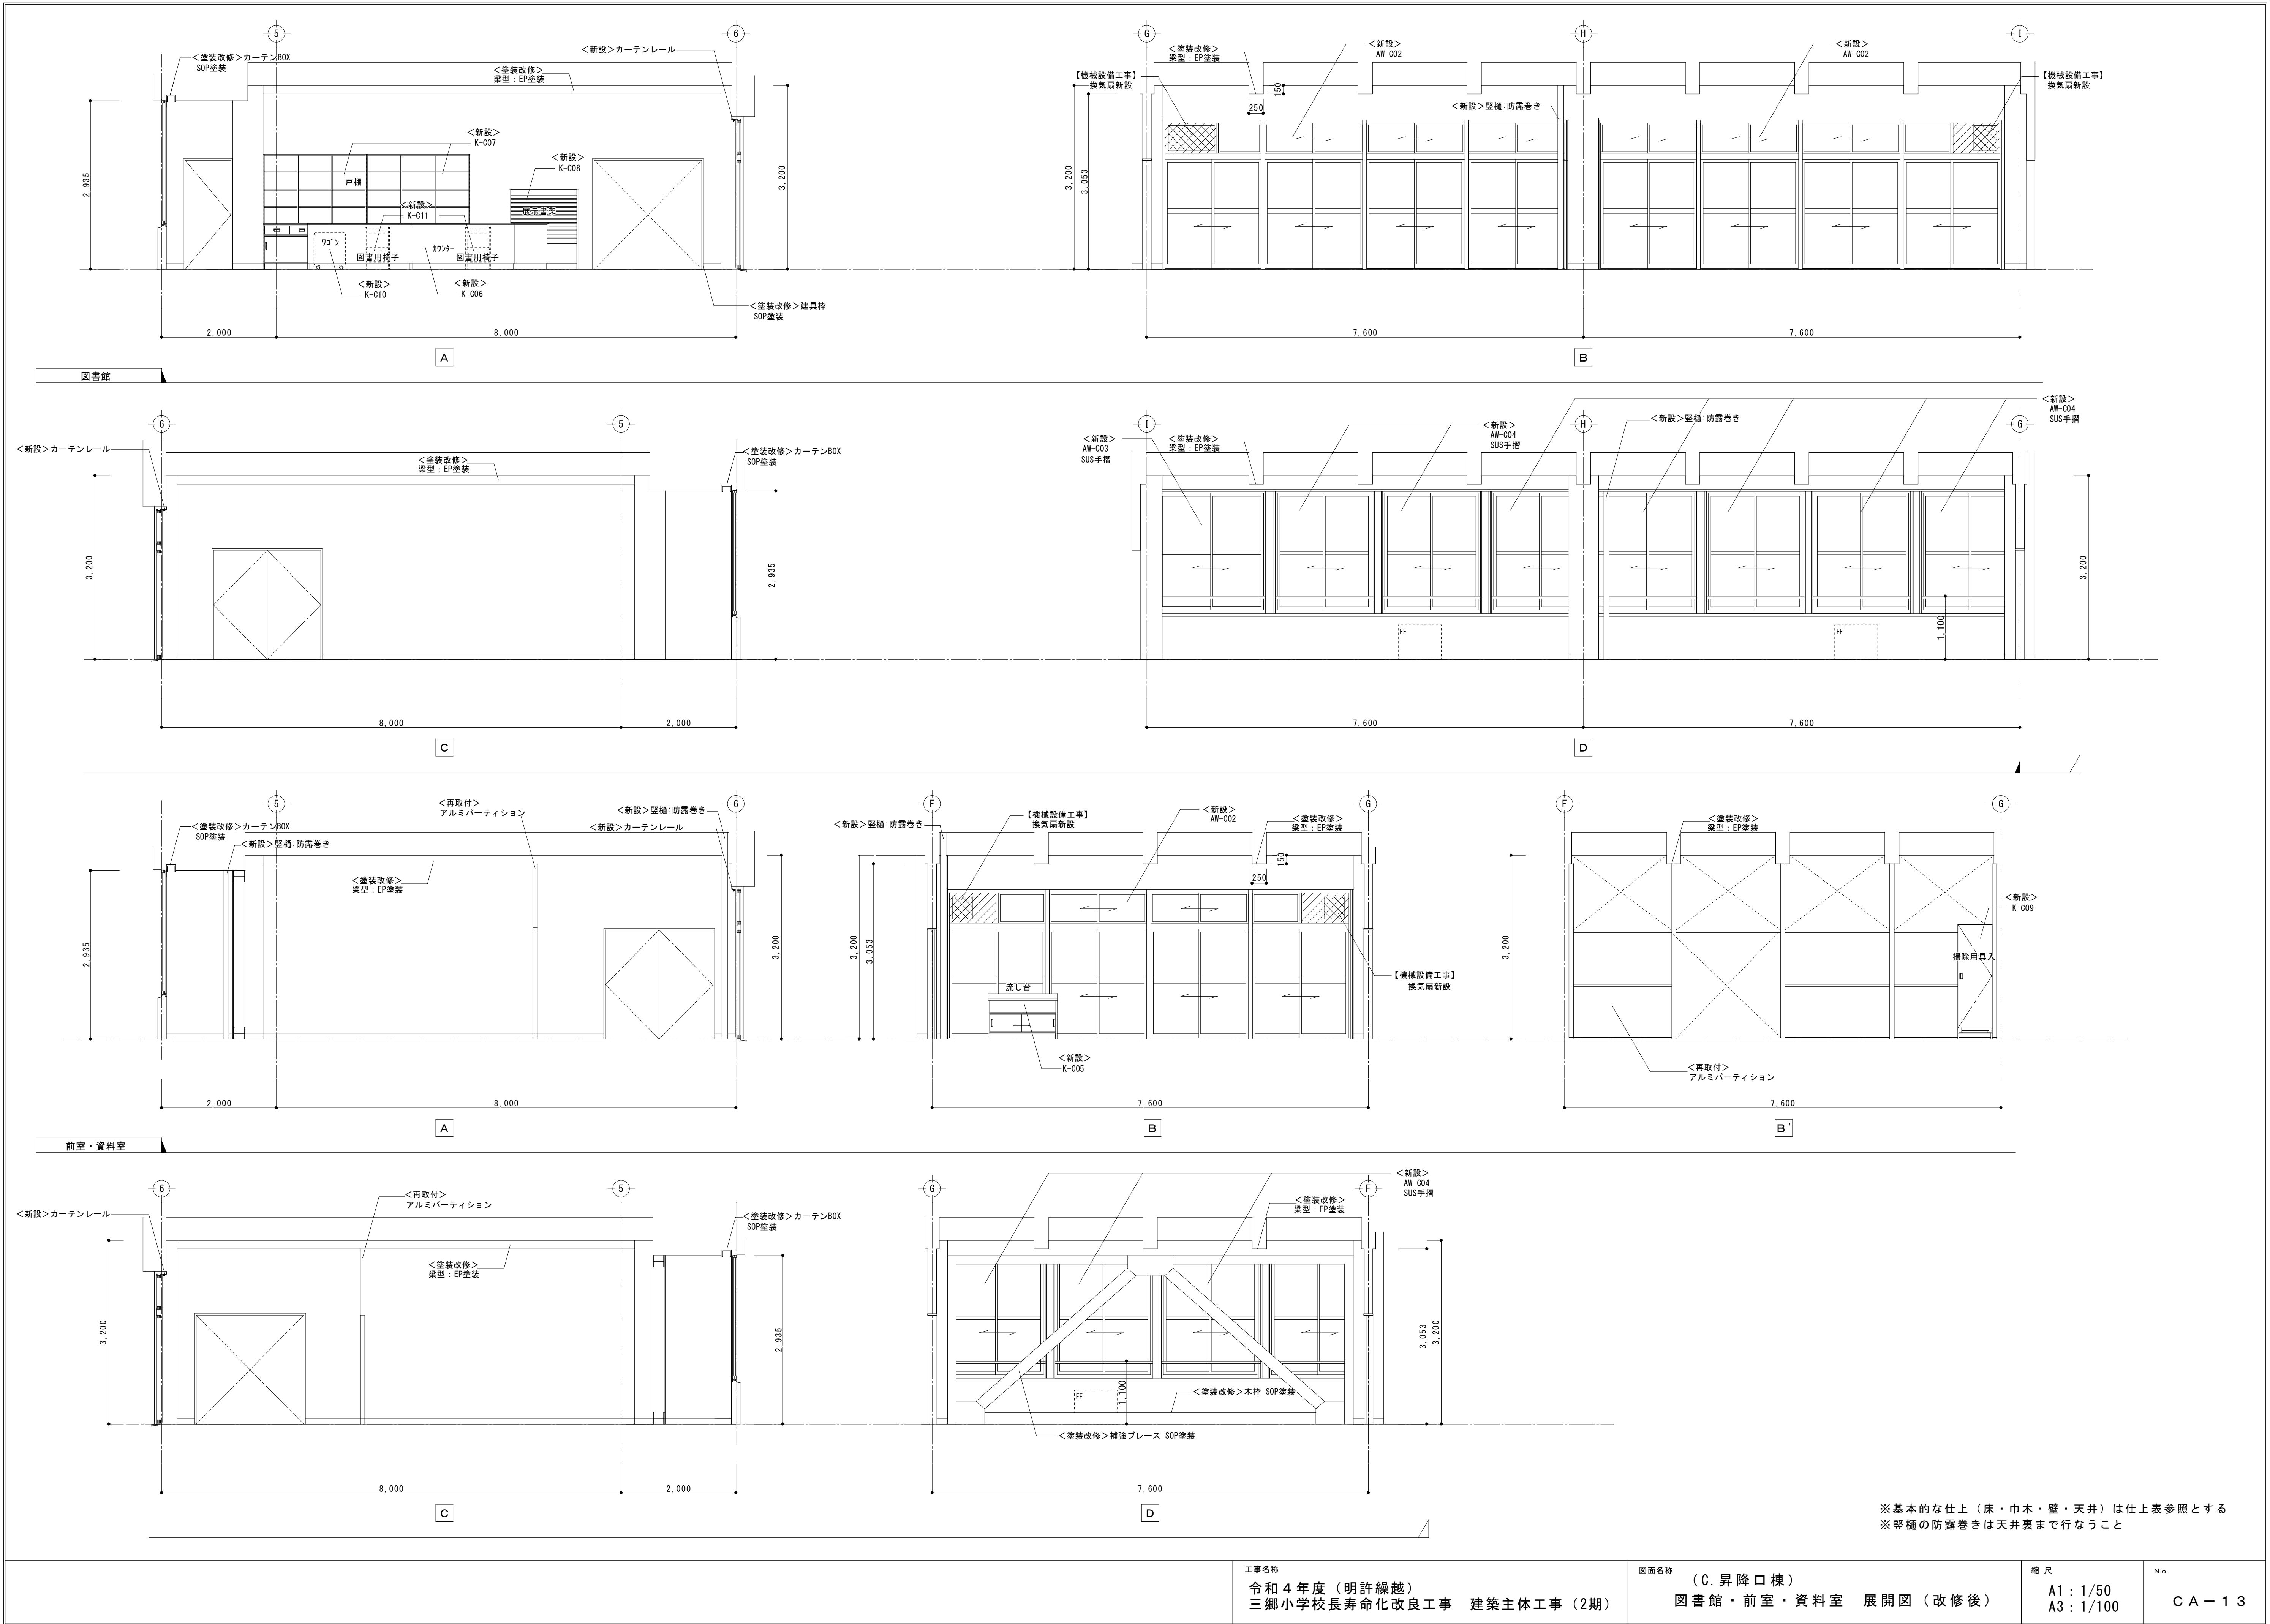 5
6
<塗装改修>カーテンBOX
SOP塗装
<新設>カーテンレール
<塗装改修>
梁型：EP塗装
<新設>
K-C07
<新設>
K-C08
戸棚
<新設>
K-C11
展示書架
ワゴン
図書用椅子
カウンター
図書用椅子
<新設>
K-C10
<新設>
K-C06
<塗装改修>建具枠
SOP塗装
2,935
3,200
2,000
8,000
A
G
H
I
<塗装改修>
梁型：EP塗装
<新設>
AW-C02
<新設>
AW-C02
【機械設備工事】
換気扇新設
【機械設備工事】
換気扇新設
150
250
<新設>竪樋:防露巻き
3,200
3,053
7,600
7,600
B
図書館
6
5
<新設>カーテンレール
<塗装改修>
梁型：EP塗装
<塗装改修>カーテンBOX
SOP塗装
3,200
2,935
8,000
2,000
C
I
H
G
<新設>
AW-C03
SUS手摺
<塗装改修>
梁型：EP塗装
<新設>
AW-C04
SUS手摺
<新設>竪樋:防露巻き
<新設>
AW-C04
SUS手摺
FF
FF
1,100
3,200
7,600
7,600
D
5
6
<塗装改修>カーテンBOX
SOP塗装
<新設>竪樋:防露巻き
<再取付>
アルミパーティション
<新設>竪樋:防露巻き
<新設>カーテンレール
<塗装改修>
梁型：EP塗装
2,935
3,200
2,000
8,000
A
F
G
<新設>竪樋:防露巻き
【機械設備工事】
換気扇新設
<新設>
AW-C02
<塗装改修>
梁型：EP塗装
150
250
3,200
3,053
流し台
【機械設備工事】
換気扇新設
<新設>
K-C05
7,600
B
F
G
<塗装改修>
梁型：EP塗装
<新設>
K-C09
掃除用具入
3,200
<再取付>
アルミパーティション
7,600
B'
前室・資料室
6
5
<新設>カーテンレール
<再取付>
アルミパーティション
<塗装改修>
梁型：EP塗装
<塗装改修>カーテンBOX
SOP塗装
3,200
2,935
8,000
2,000
C
G
F
<新設>
AW-C04
SUS手摺
<塗装改修>
梁型：EP塗装
3,053
3,200
FF
1,100
<塗装改修>木枠 SOP塗装
<塗装改修>補強ブレース SOP塗装
7,600
D
※基本的な仕上（床・巾木・壁・天井）は仕上表参照とする
※竪樋の防露巻きは天井裏まで行なうこと
工事名称
令和４年度（明許繰越）
三郷小学校長寿命化改良工事　建築主体工事（2期）
図面名称
（C.昇降口棟）
図書館・前室・資料室　展開図（改修後）
縮尺
A1：1/50
A3：1/100
No.
CA－13